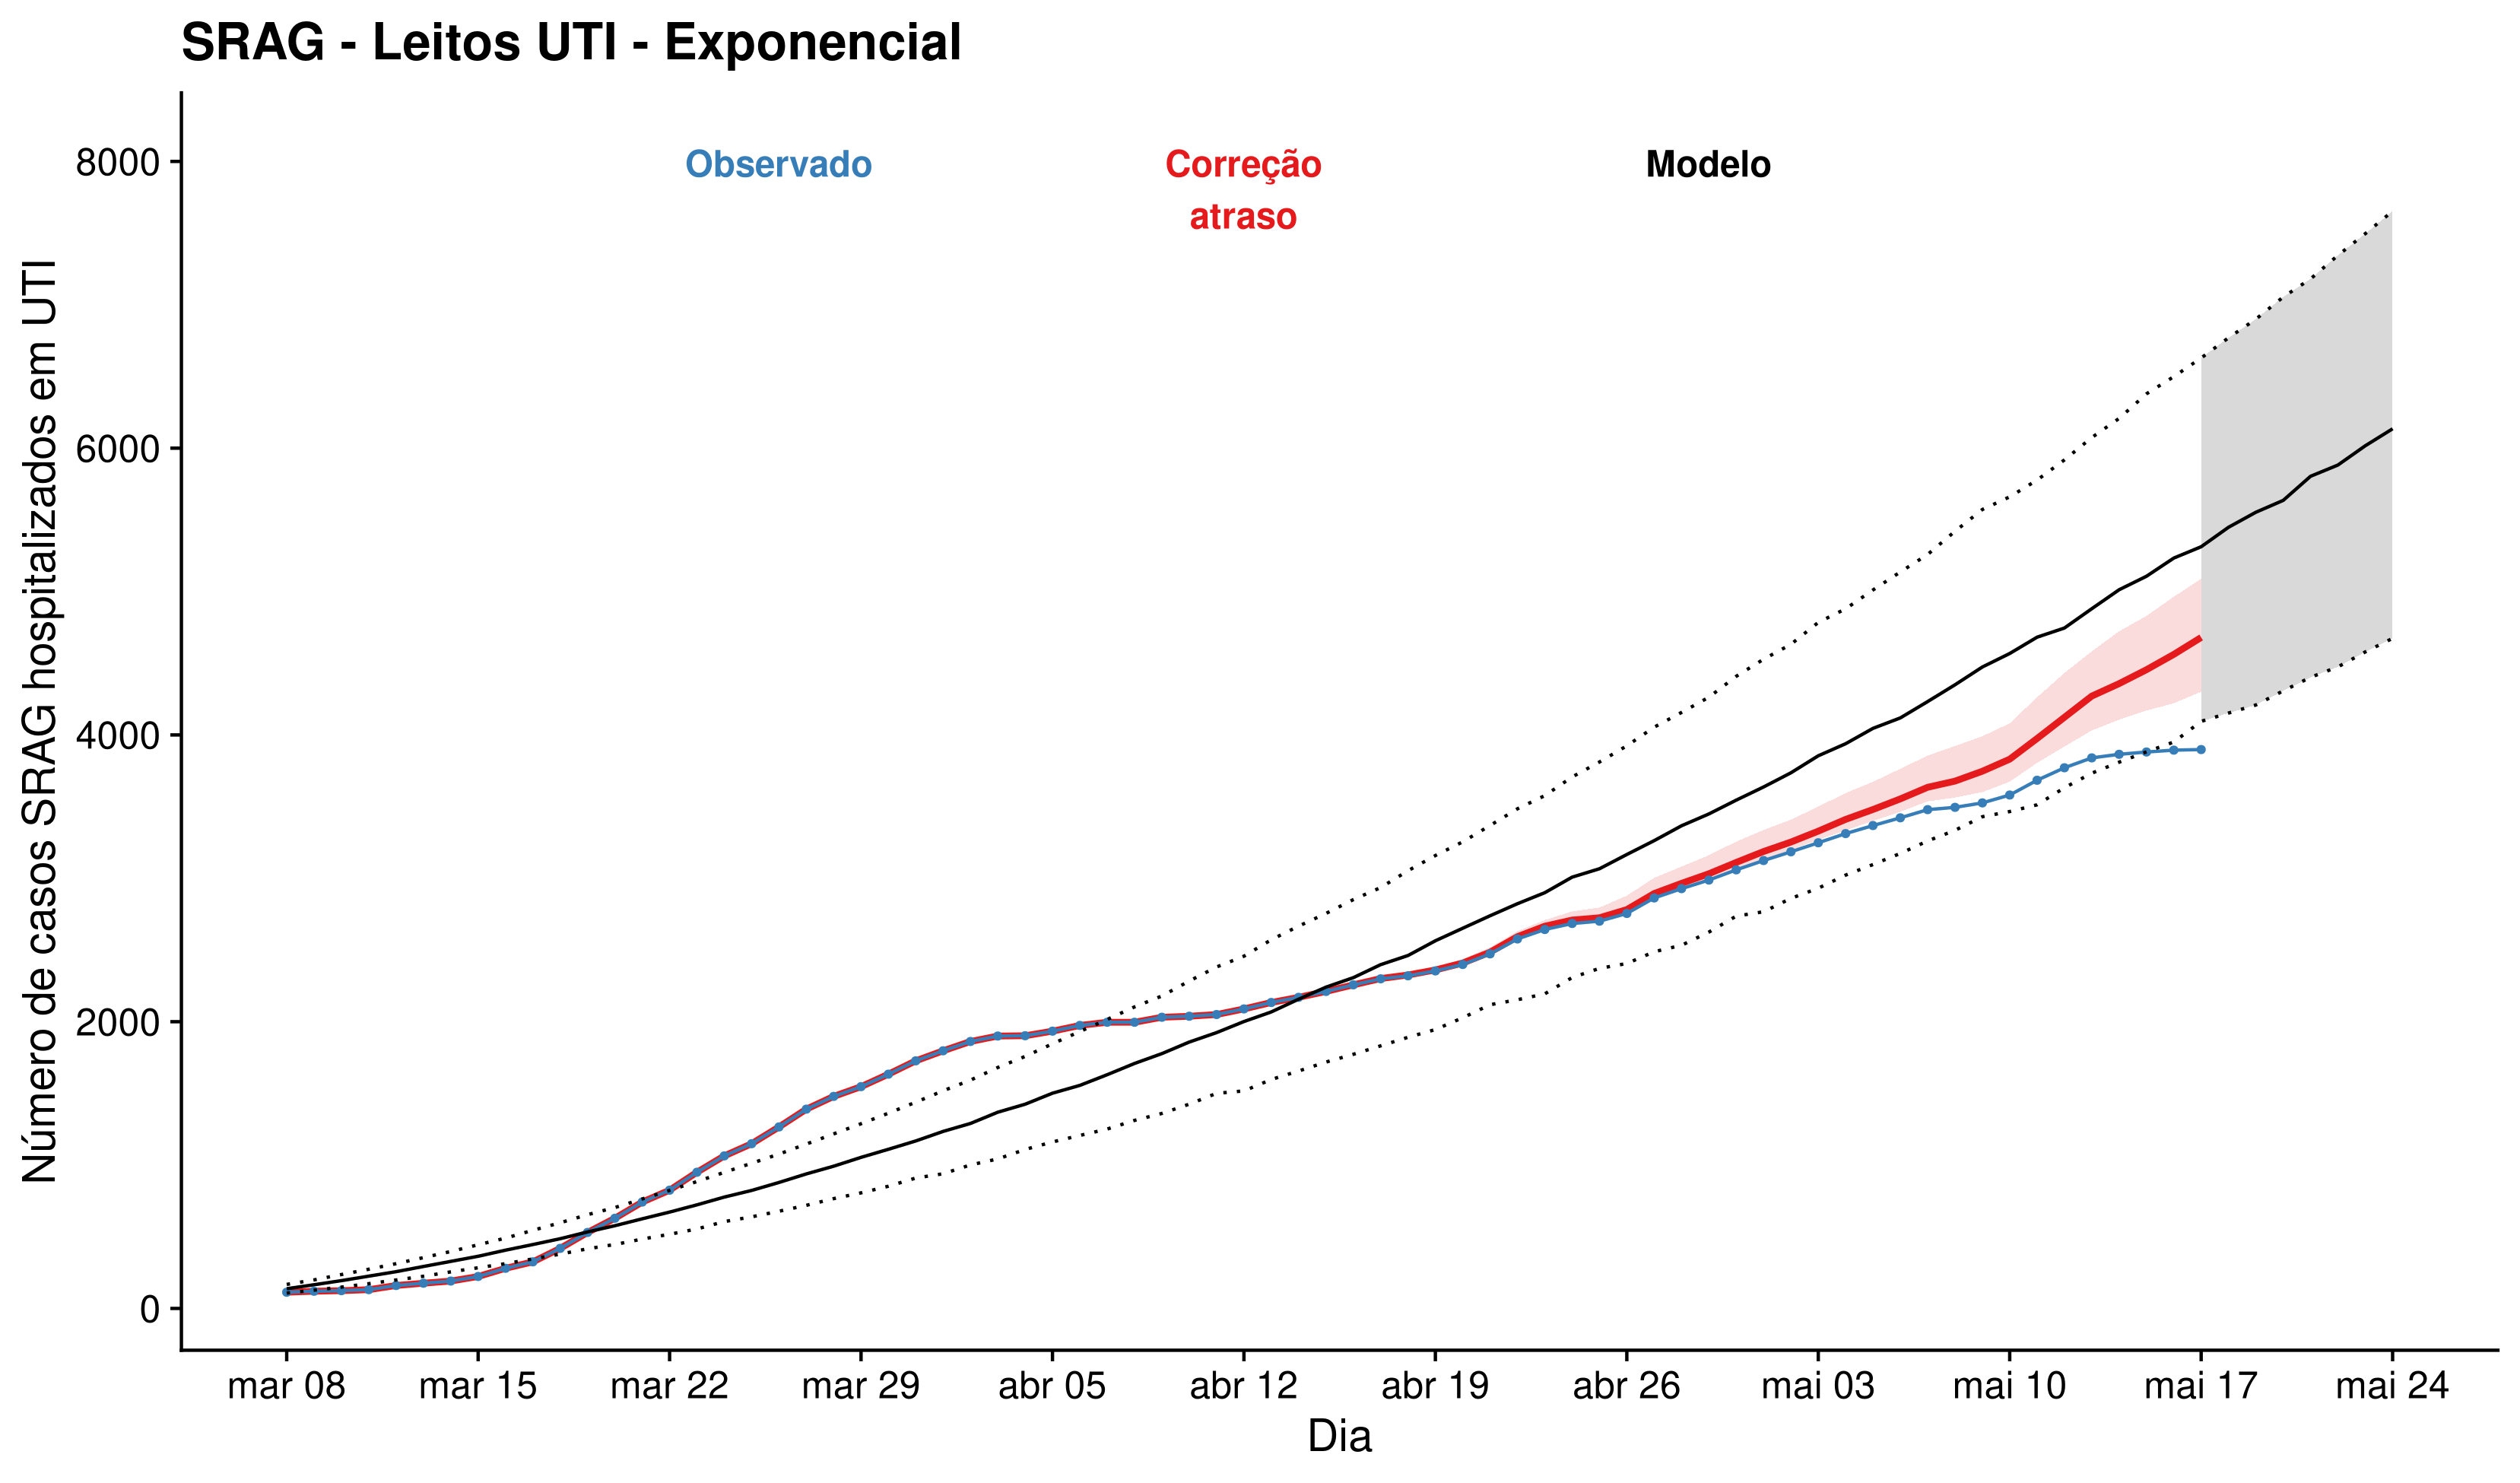 SRAG - Leitos UTI - Exponencial
Observado
Correção
atraso
Modelo
Número de casos SRAG hospitalizados em UTI
8000
6000
4000
2000
0
mar 08
mar 15
mar 22
mar 29
abr 05
abr 12
abr 19
abr 26
mai 03
mai 10
mai 17
mai 24
Dia